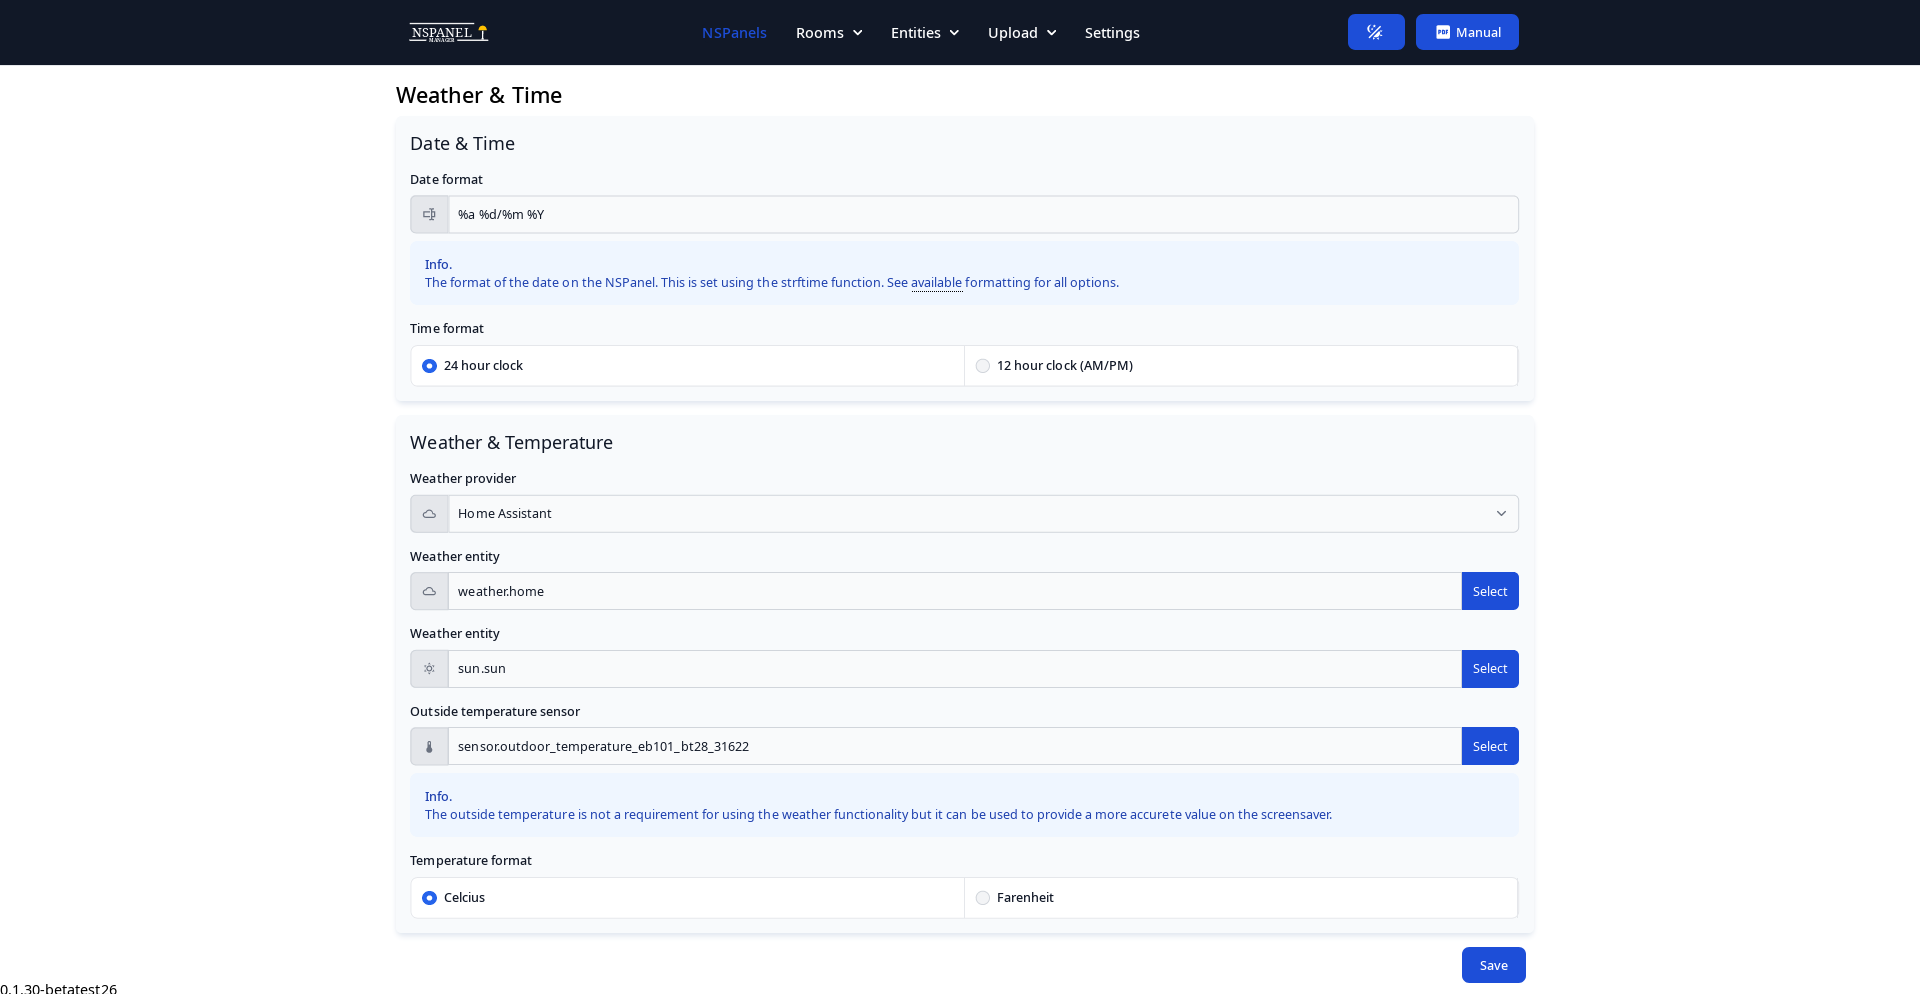 NSPANEL
MANAGER
NSPanels
Rooms
Entities
Upload
Settings
PDF
Manual
Weather & Time
Date & Time
Date format
%a %d/%m %Y
Info.
The format of the date on the NSPanel. This is set using the strftime function. See available formatting for all options.
Time format
24 hour clock
12 hour clock (AM/PM)
Weather & Temperature
Weather provider
Home Assistant
Weather entity
weather.home
Select
Weather entity
sun.sun
Select
Outside temperature sensor
sensor.outdoor_temperature_eb101_bt28_31622
Select
Info.
The outside temperature is not a requirement for using the weather functionality but it can be used to provide a more accurete value on the screensaver.
Temperature format
Celcius
Farenheit
Save
0.1.30-betatest26